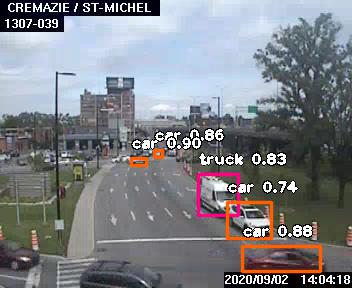 CREMAZIE / ST-MICHEL
1307-039
car 0.86
car 0.90
truck 0.83
car 0.74
car 0.88
2020/09/02 14:04:18